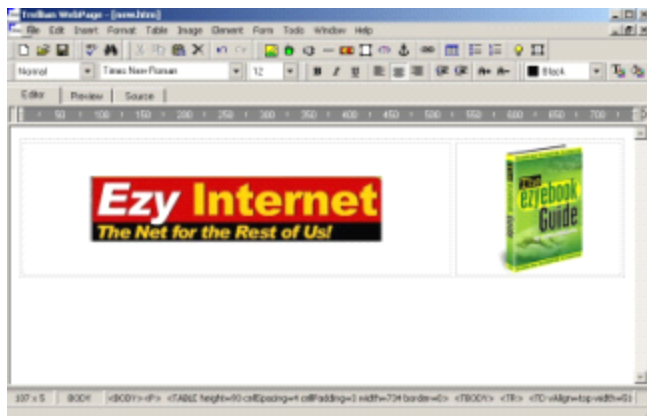 Trellian WebPage - [new.htm]
File Edit Insert Format Table Image Element Form Tools Window Help
Normal Times New Roman 12 B I U Black
Editor Preview Source
50 100 150 200 250 300 350 400 450 500 550 600 650 700
Ezy Internet
The Net for the Rest of Us!
ezyebook
Guide
BODY <BODY> <P> <TABLE height=93 cellSpacing=4 cellPadding=3 width=734 border=0> <TBODY> <TR> <TD vAlign=top